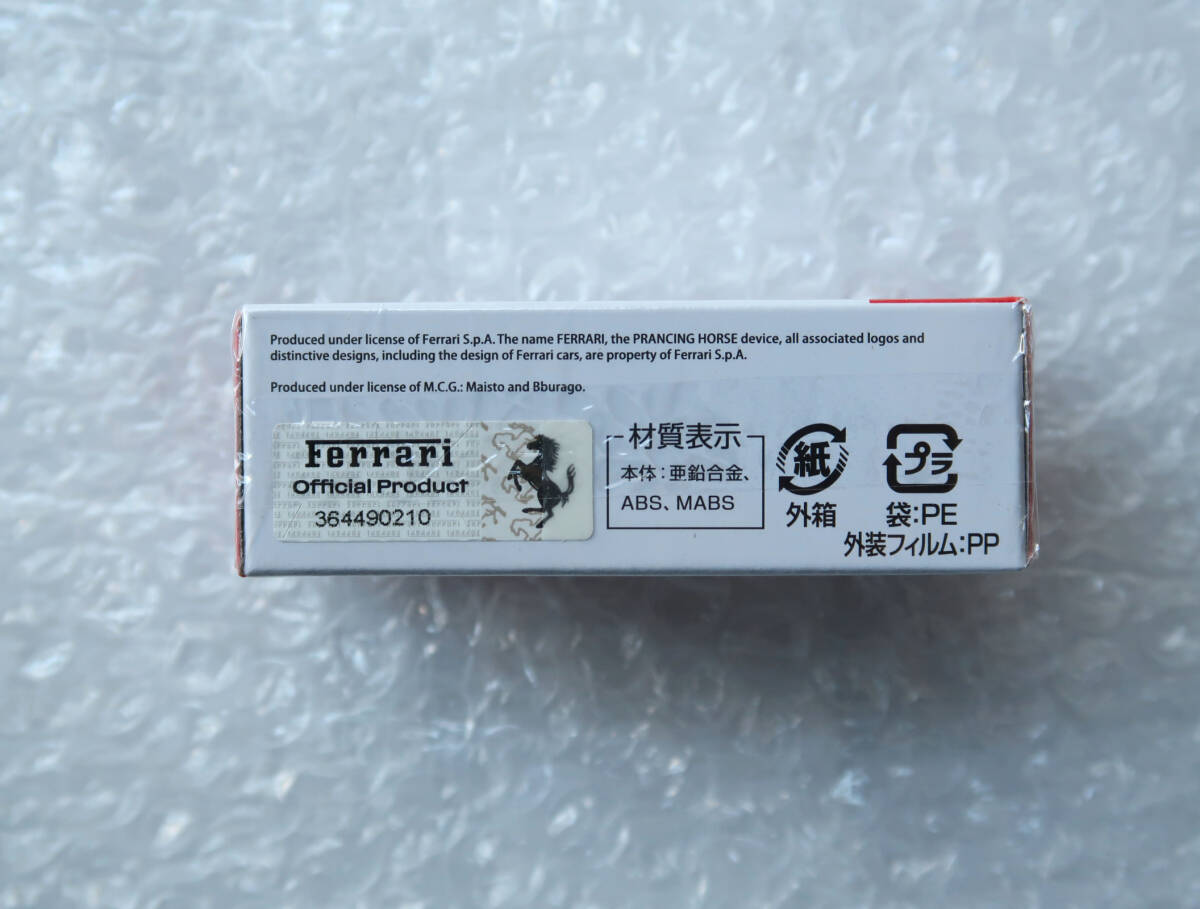 Produced under license of Ferrari S.p.A. The name FERRARI, the PRANCING HORSE device, all associated logos and
distinctive designs, including the design of Ferrari cars, are property of Ferrari S.p.A.
Produced under license of M.C.G.: Maisto and Bburago.
Ferrari
Official Product
364490210
材質表示
本体：亜鉛合金、
ABS、MABS
紙
外箱
プラ
袋：PE
外装フィルム：PP